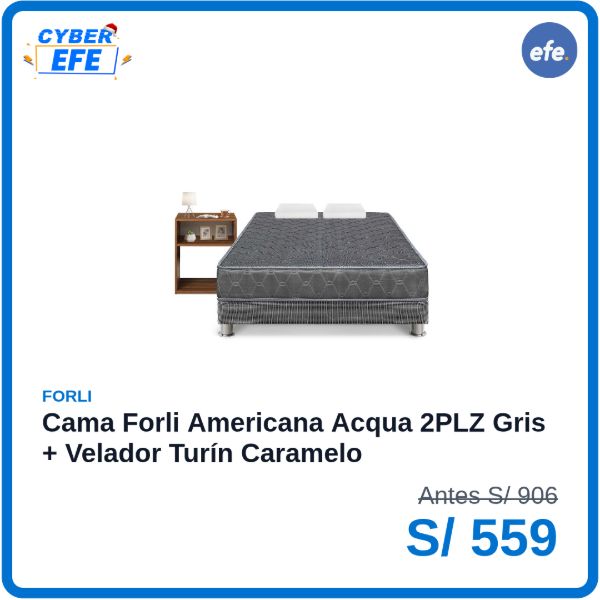 CYBER
EFE
efe.
FORLI
Cama Forli Americana Acqua 2PLZ Gris
+ Velador Turín Caramelo
Antes S/ 906
S/ 559